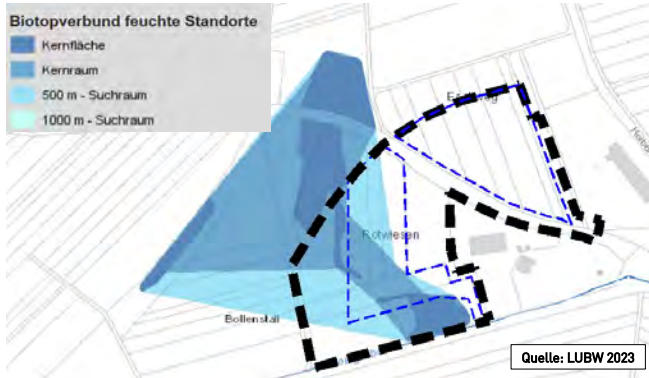 Biotopverbund feuchte Standorte
Kernfläche
Kernraum
500 m - Suchraum
1000 m - Suchraum
Rotwiesen
Bollenstall
Quelle: LUBW 2023